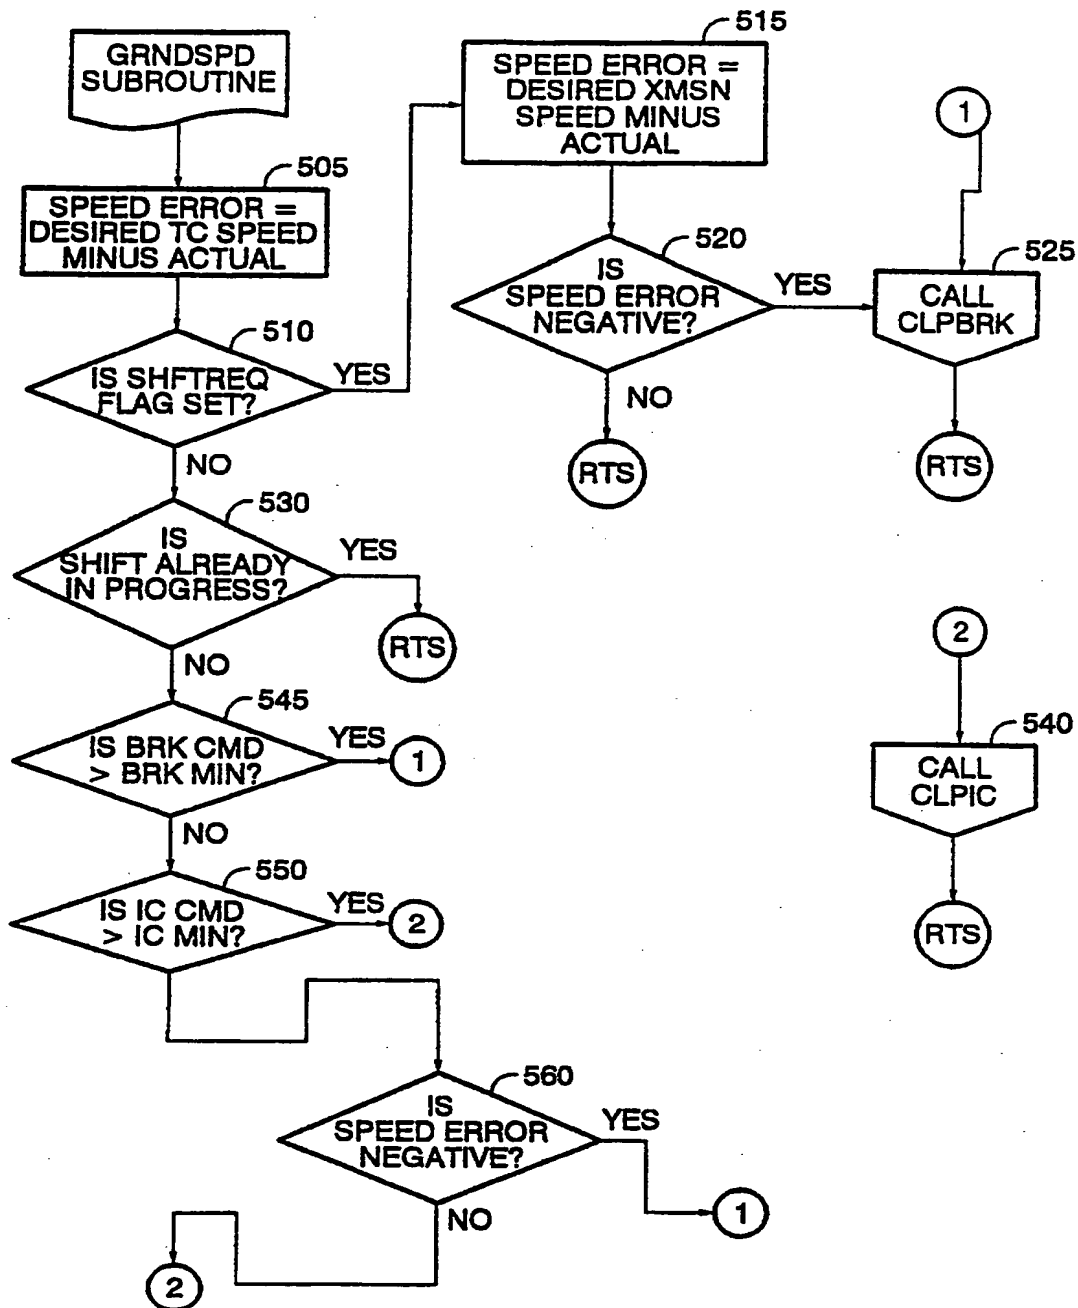 GRNDSPD
SUBROUTINE
505
SPEED ERROR =
DESIRED TC SPEED
MINUS ACTUAL
510
IS SHFTREQ
FLAG SET?
YES
NO
515
SPEED ERROR =
DESIRED XMSN
SPEED MINUS
ACTUAL
520
IS
SPEED ERROR
NEGATIVE?
YES
NO
RTS
1
525
CALL
CLPBRK
RTS
530
IS
SHIFT ALREADY
IN PROGRESS?
YES
RTS
NO
545
IS BRK CMD
> BRK MIN?
YES
1
NO
550
IS IC CMD
> IC MIN?
YES
2
2
540
CALL
CLPIC
RTS
560
IS
SPEED ERROR
NEGATIVE?
YES
1
NO
2